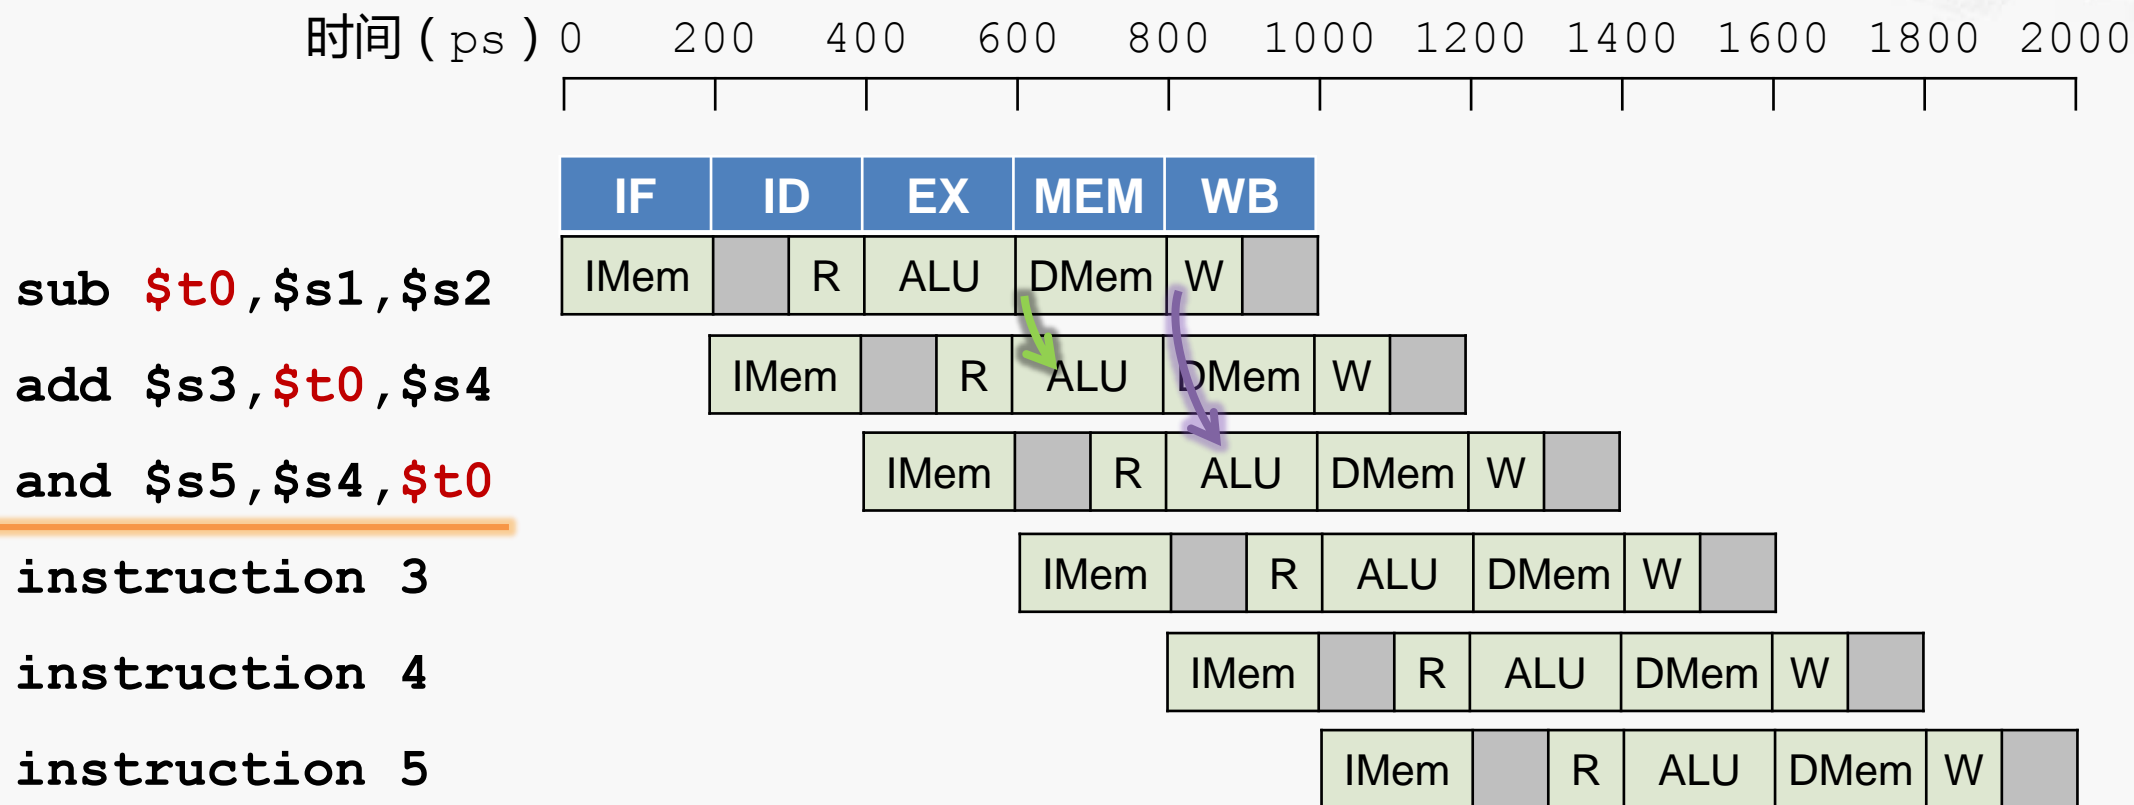 时间(ps) 0 200 400 600 800 1000 1200 1400 1600 1800 2000
IF ID EX MEM WB
sub $t0,$s1,$s2 IMem R ALU DMem W
add $s3,$t0,$s4 IMem R ALU DMem W
and $s5,$s4,$t0 IMem R ALU DMem W
instruction 3 IMem R ALU DMem W
instruction 4 IMem R ALU DMem W
instruction 5 IMem R ALU DMem W